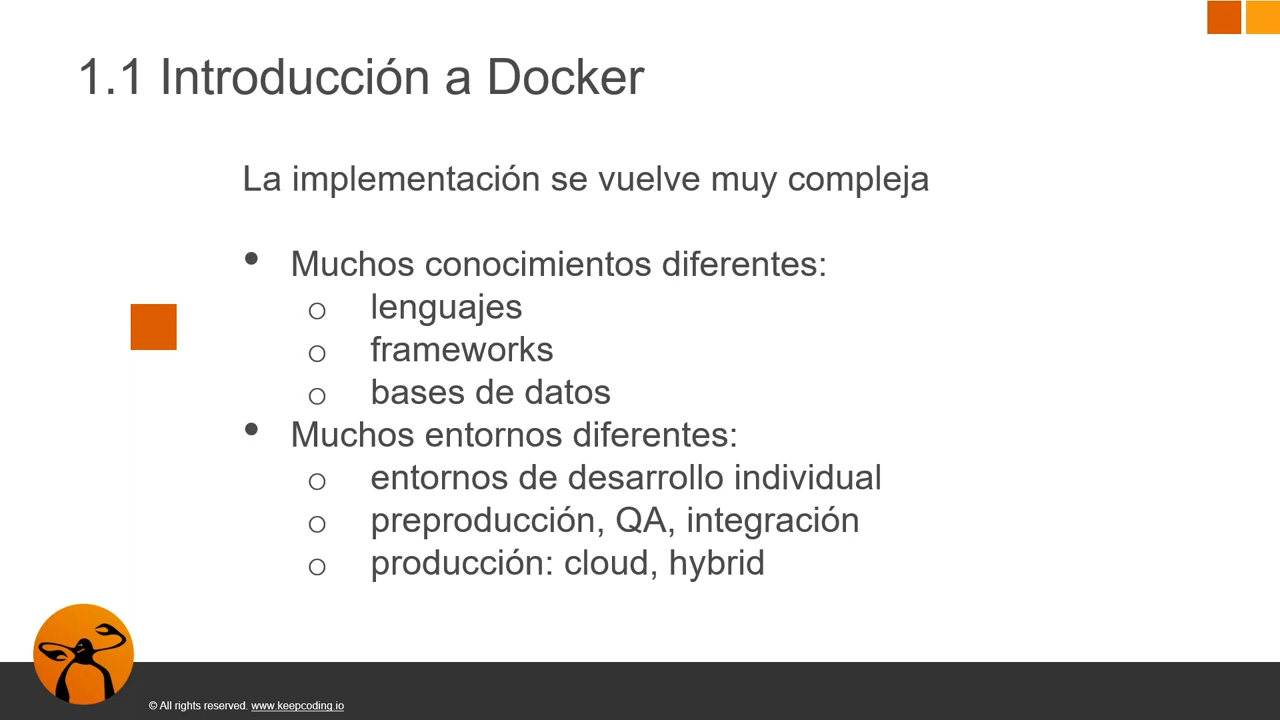 1.1 Introducción a Docker
La implementación se vuelve muy compleja
• Muchos conocimientos diferentes:
o lenguajes
o frameworks
o bases de datos
• Muchos entornos diferentes:
o entornos de desarrollo individual
o preproducción, QA, integración
o producción: cloud, hybrid
© All rights reserved. www.keepcoding.io